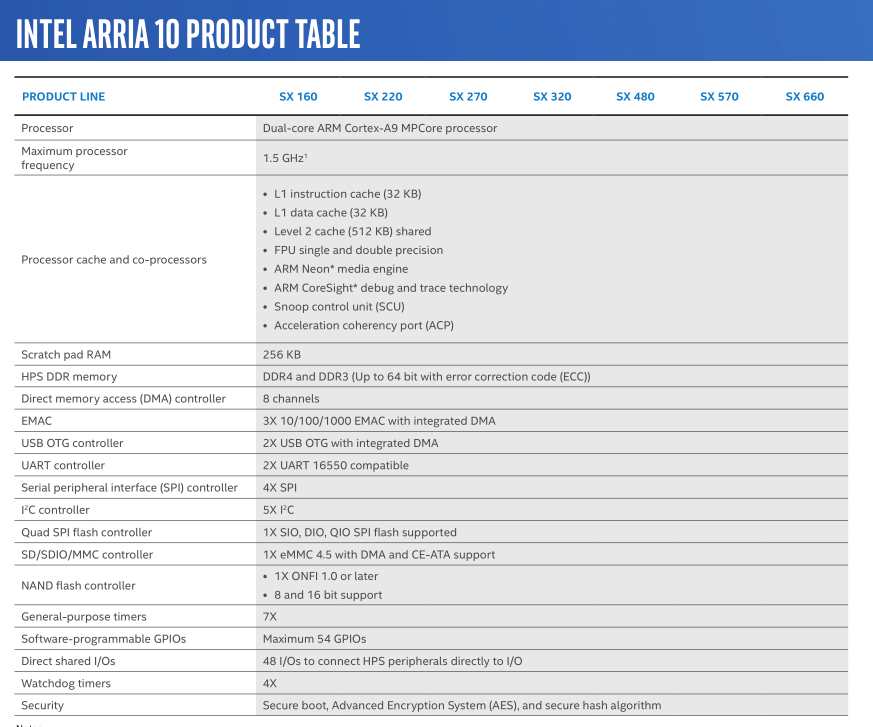 INTEL ARRIA 10 PRODUCT TABLE
PRODUCT LINE SX 160 SX 220 SX 270 SX 320 SX 480 SX 570 SX 660
Processor Dual-core ARM Cortex-A9 MPCore processor
Maximum processor
frequency
1.5 GHz¹
Processor cache and co-processors
• L1 instruction cache (32 KB)
• L1 data cache (32 KB)
• Level 2 cache (512 KB) shared
• FPU single and double precision
• ARM Neon* media engine
• ARM CoreSight* debug and trace technology
• Snoop control unit (SCU)
• Acceleration coherency port (ACP)
Scratch pad RAM 256 KB
HPS DDR memory DDR4 and DDR3 (Up to 64 bit with error correction code (ECC))
Direct memory access (DMA) controller 8 channels
EMAC 3X 10/100/1000 EMAC with integrated DMA
USB OTG controller 2X USB OTG with integrated DMA
UART controller 2X UART 16550 compatible
Serial peripheral interface (SPI) controller 4X SPI
I²C controller 5X I²C
Quad SPI flash controller 1X SIO, DIO, QIO SPI flash supported
SD/SDIO/MMC controller 1X eMMC 4.5 with DMA and CE-ATA support
NAND flash controller
• 1X ONFI 1.0 or later
• 8 and 16 bit support
General-purpose timers 7X
Software-programmable GPIOs Maximum 54 GPIOs
Direct shared I/Os 48 I/Os to connect HPS peripherals directly to I/O
Watchdog timers 4X
Security Secure boot, Advanced Encryption System (AES), and secure hash algorithm